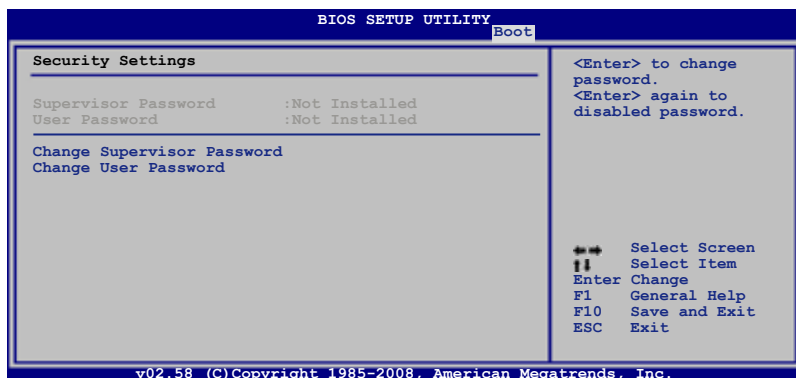 BIOS SETUP UTILITY
Boot
Security Settings
Supervisor Password :Not Installed
User Password :Not Installed
Change Supervisor Password
Change User Password
<Enter> to change
password.
<Enter> again to
disabled password.
←→ Select Screen
↑↓ Select Item
Enter Change
F1 General Help
F10 Save and Exit
ESC Exit
v02.58 (C)Copyright 1985-2008, American Megatrends, Inc.